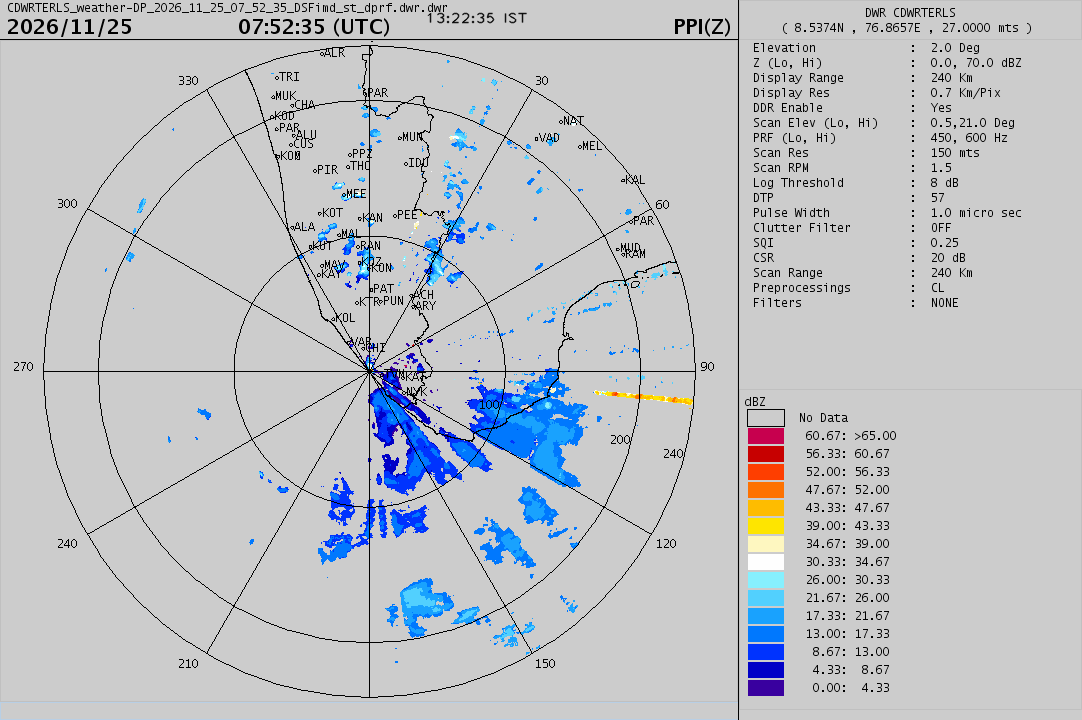 CDWRTERLS_weather-DP_2026_11_25_07_52_35_DSFimd_st_dprf.dwr.dwr
13:22:35 IST
2026/11/25 07:52:35 (UTC) PPI(Z)
DWR CDWRTERLS
( 8.5374N , 76.8657E , 27.0000 mts )
Elevation : 2.0 Deg
Z (Lo, Hi) : 0.0, 70.0 dBZ
Display Range : 240 Km
Display Res : 0.7 Km/Pix
DDR Enable : Yes
Scan Elev (Lo, Hi) : 0.5,21.0 Deg
PRF (Lo, Hi) : 450, 600 Hz
Scan Res : 150 mts
Scan RPM : 1.5
Log Threshold : 8 dB
DTP : 57
Pulse Width : 1.0 micro sec
Clutter Filter : OFF
SQI : 0.25
CSR : 20 dB
Scan Range : 240 Km
Preprocessings : CL
Filters : NONE
dBZ
No Data
60.67: >65.00
56.33: 60.67
52.00: 56.33
47.67: 52.00
43.33: 47.67
39.00: 43.33
34.67: 39.00
30.33: 34.67
26.00: 30.33
21.67: 26.00
17.33: 21.67
13.00: 17.33
8.67: 13.00
4.33: 8.67
0.00: 4.33
ALR
TRI
330
30
PAR
MUK
CHA
KOD
NAT
PAR
ALU
MUN
VAD
CUS
MEL
PPZ
THO
IDU
PIR
KAL
MEE
300
60
KOT
KAN
PEE
PAR
ALA
MAL
RAN
MUD
KAM
KOZ
MAV
KON
KAY
PAT
ACH
PUN
ARY
KOL
VAR
270
90
NYK
100
200
240
240
120
210
150